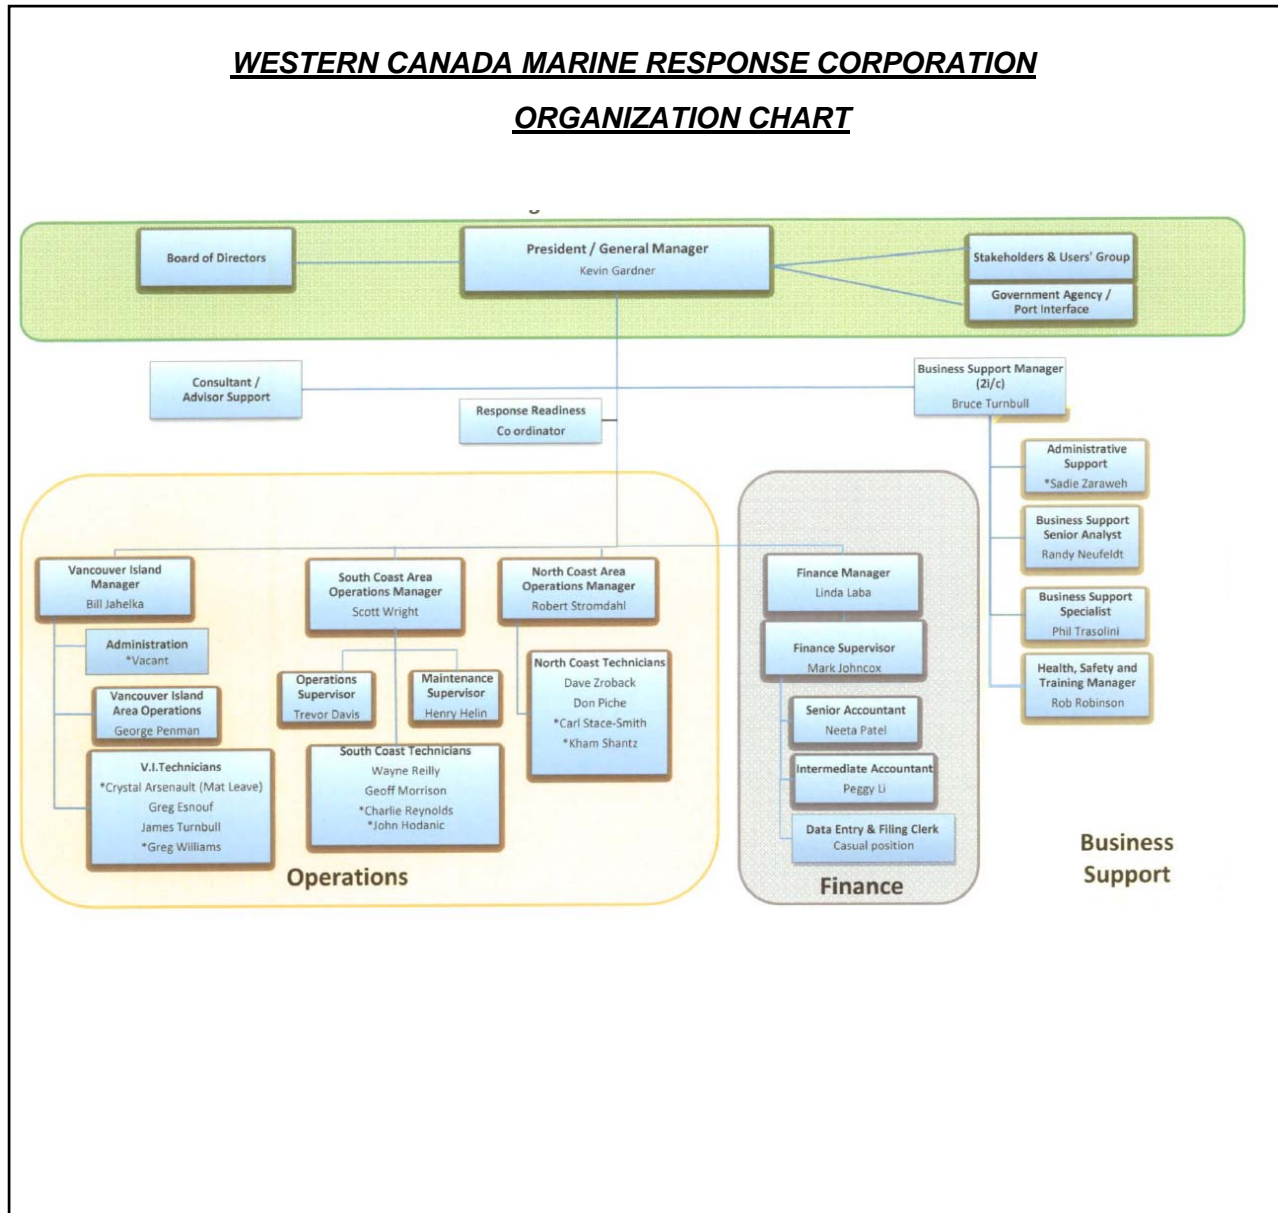 WESTERN CANADA MARINE RESPONSE CORPORATION
ORGANIZATION CHART
Board of Directors
President / General Manager
Kevin Gardner
Stakeholders & Users' Group
Government Agency /
Port Interface
Consultant /
Advisor Support
Response Readiness
Co ordinator
Business Support Manager
(2i/c)
Bruce Turnbull
Administrative
Support
*Sadie Zaraweh
Business Support
Senior Analyst
Randy Neufeldt
Business Support
Specialist
Phil Trasolini
Health, Safety and
Training Manager
Rob Robinson
Vancouver Island
Manager
Bill Jahelka
Administration
*Vacant
Vancouver Island
Area Operations
George Penman
V.I.Technicians
*Crystal Arsenault (Mat Leave)
Greg Esnouf
James Turnbull
*Greg Williams
South Coast Area
Operations Manager
Scott Wright
Operations
Supervisor
Trevor Davis
Maintenance
Supervisor
Henry Helin
South Coast Technicians
Wayne Reilly
Geoff Morrison
*Charlie Reynolds
*John Hodanic
North Coast Area
Operations Manager
Robert Stromdahl
North Coast Technicians
Dave Zroback
Don Piche
*Carl Stace-Smith
*Kham Shantz
Operations
Finance Manager
Linda Laba
Finance Supervisor
Mark Johncox
Senior Accountant
Neeta Patel
Intermediate Accountant
Peggy Li
Data Entry & Filing Clerk
Casual position
Finance
Business
Support